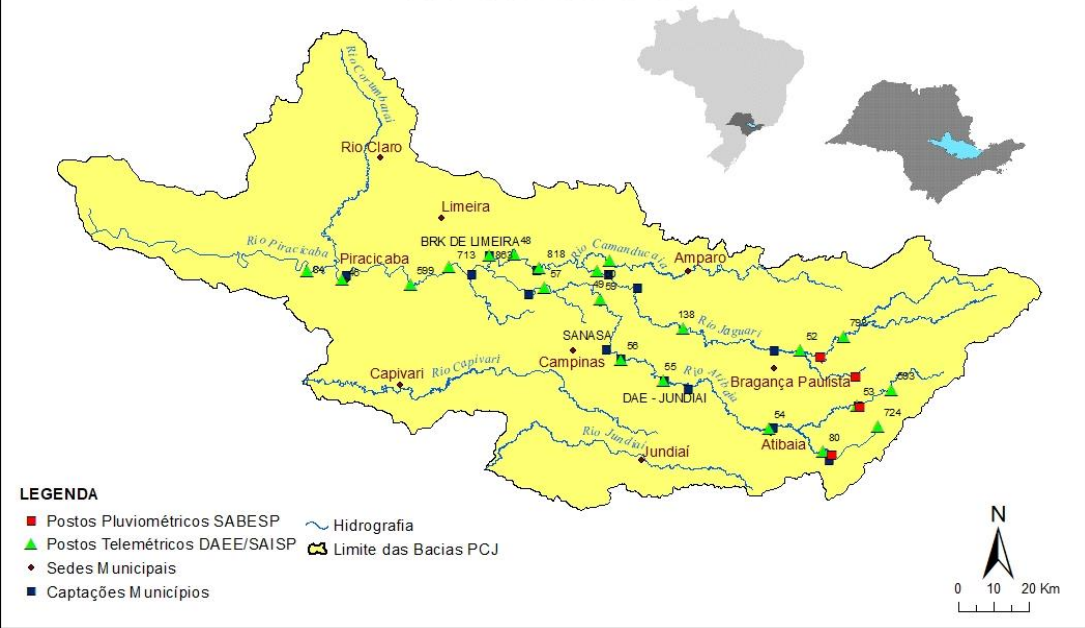 Rio Corumbataí
Rio Claro
Limeira
Rio Piracicaba
Piracicaba
BRK DE LIMEIRA
48
713
599
818
57
Rio Camanducaia
Amparo
49
138
Rio Jaguari
52
SANASA
56
Campinas
55
Rio Atibaia
Bragança Paulista
DAE - JUNDIAI
53
724
54
Atibaia
80
Capivari
Rio Capivari
Rio Jundiaí
Jundiaí
LEGENDA
Postos Pluviométricos SABESP
Hidrografia
Postos Telemétricos DAEE/SAISP
Limite das Bacias PCJ
Sedes Municipais
Captações Municípios
N
0 10 20 Km